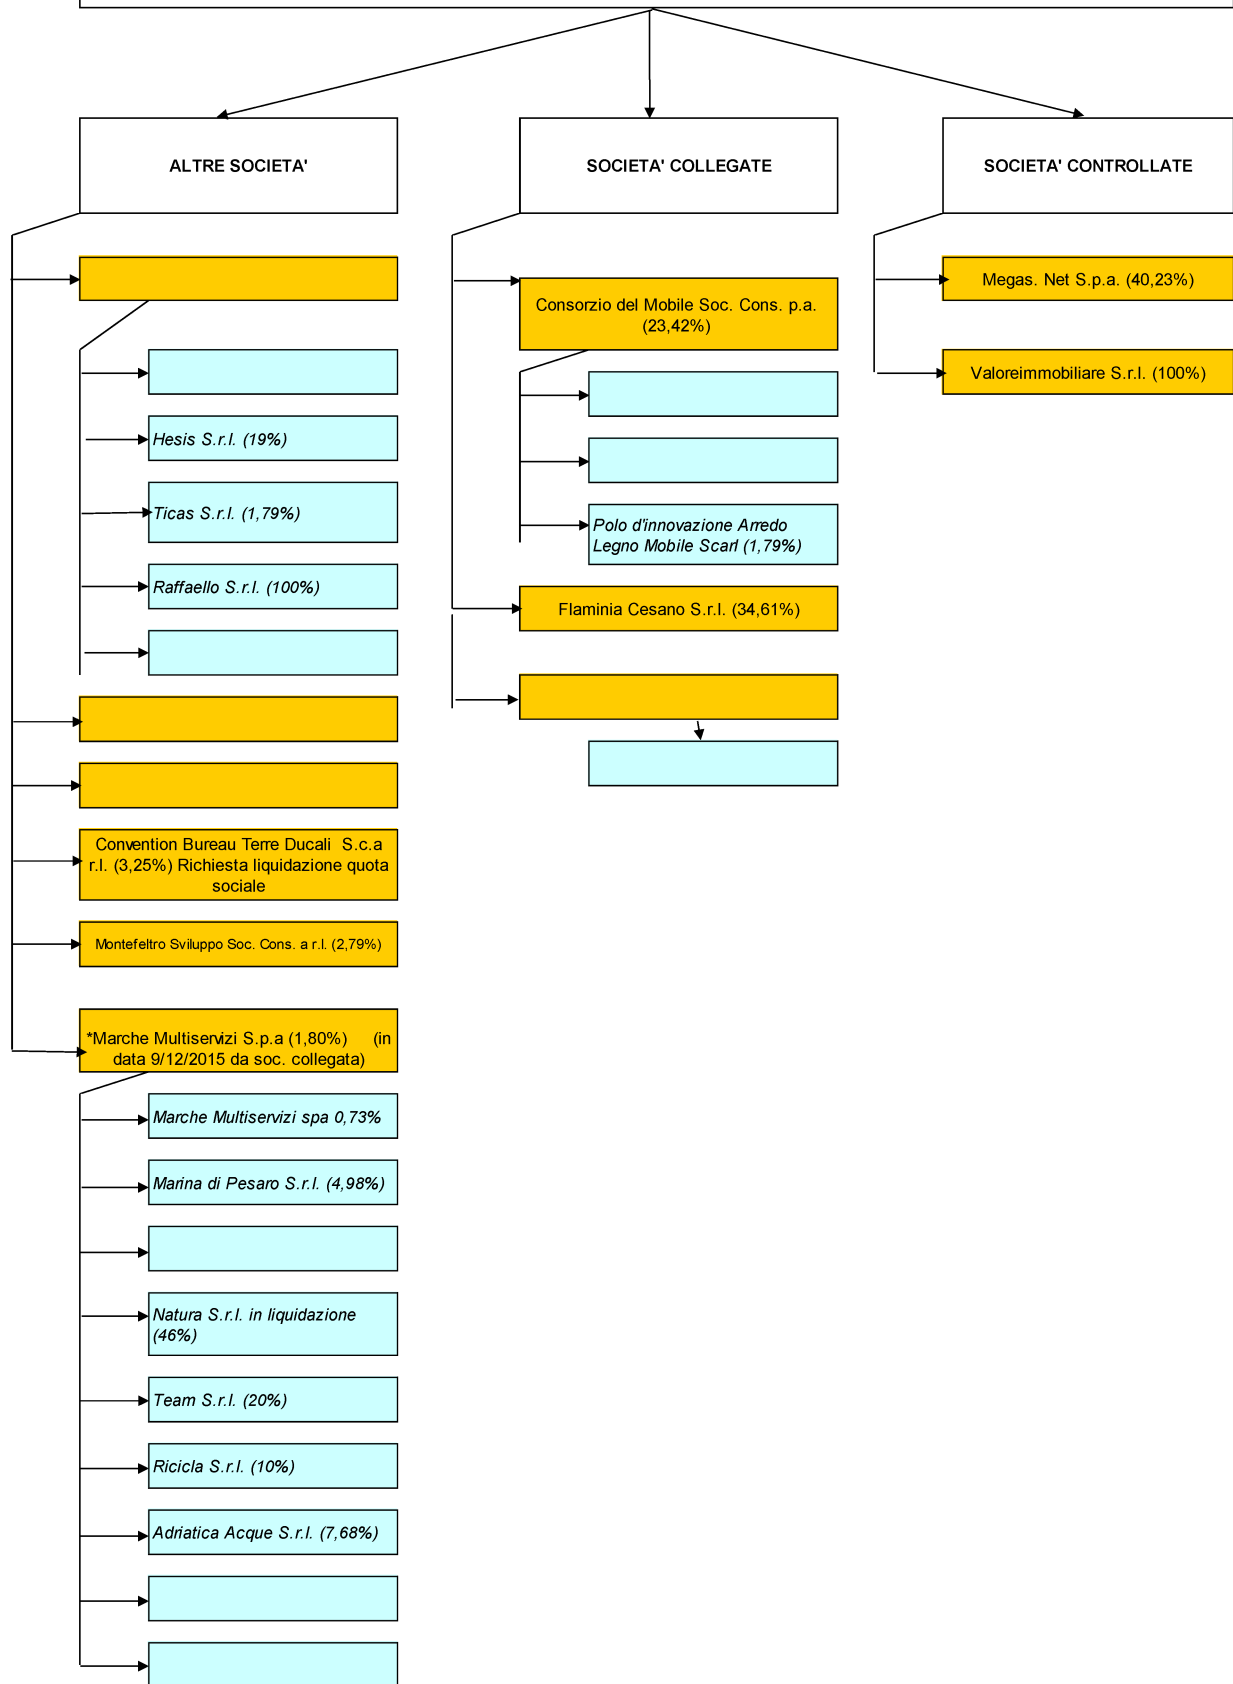 ALTRE SOCIETA'
SOCIETA' COLLEGATE
SOCIETA' CONTROLLATE
Hesis S.r.l. (19%)
Ticas S.r.l. (1,79%)
Raffaello S.r.l. (100%)
Convention Bureau Terre Ducali S.c.a
r.l. (3,25%) Richiesta liquidazione quota
sociale
Montefeltro Sviluppo Soc. Cons. a r.l. (2,79%)
*Marche Multiservizi S.p.a (1,80%) (in
data 9/12/2015 da soc. collegata)
Marche Multiservizi spa 0,73%
Marina di Pesaro S.r.l. (4,98%)
Natura S.r.l. in liquidazione
(46%)
Team S.r.l. (20%)
Ricicla S.r.l. (10%)
Adriatica Acque S.r.l. (7,68%)
Consorzio del Mobile Soc. Cons. p.a.
(23,42%)
Polo d'innovazione Arredo
Legno Mobile Scarl (1,79%)
Flaminia Cesano S.r.l. (34,61%)
Megas. Net S.p.a. (40,23%)
Valoreimmobiliare S.r.l. (100%)